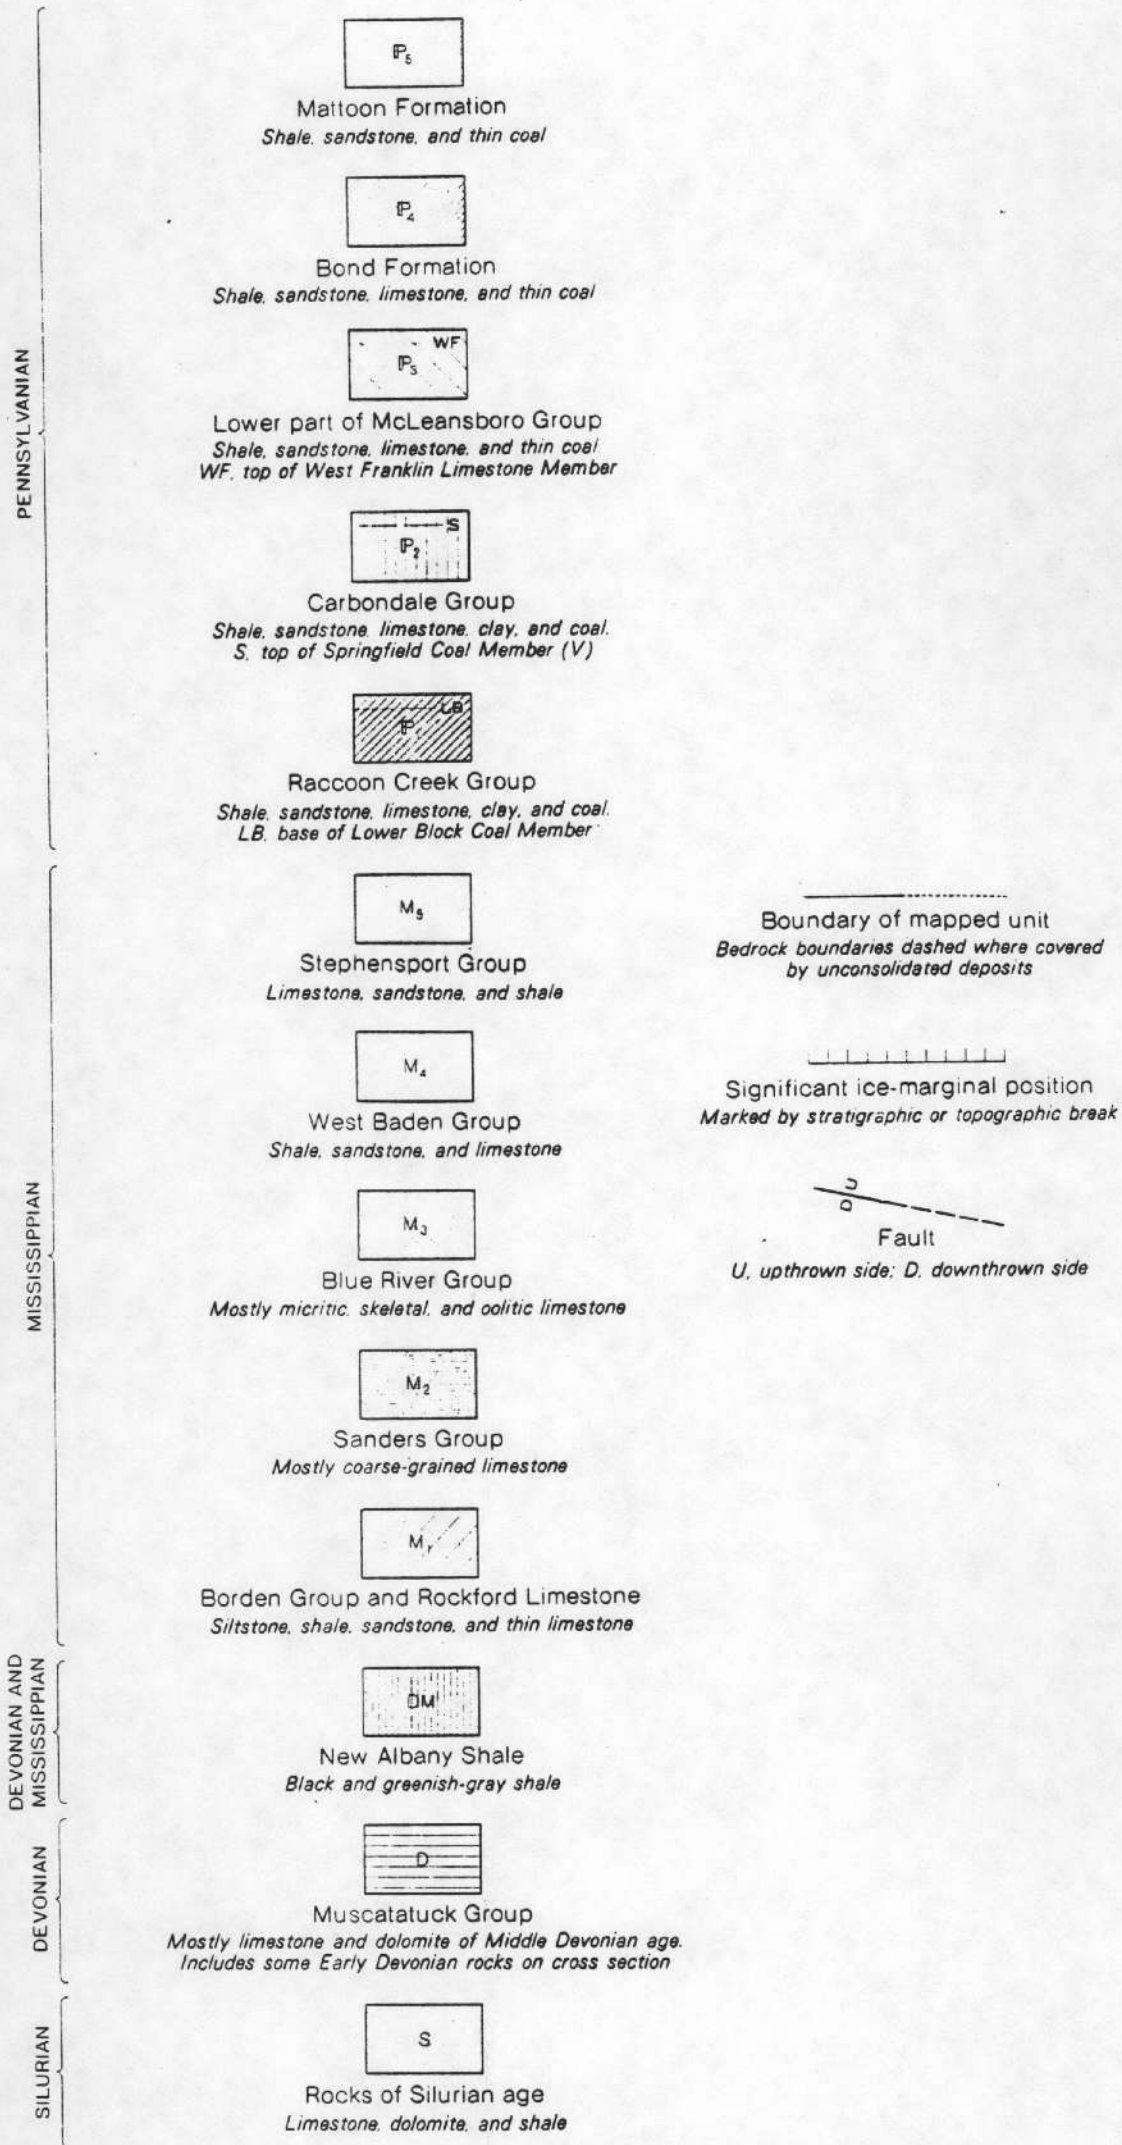 PENNSYLVANIAN
ℙ₅
Mattoon Formation
Shale, sandstone, and thin coal
ℙ₄
Bond Formation
Shale, sandstone, limestone, and thin coal
WF
ℙ₃
Lower part of McLeansboro Group
Shale, sandstone, limestone, and thin coal
WF, top of West Franklin Limestone Member
S
ℙ₂
Carbondale Group
Shale, sandstone, limestone, clay, and coal.
S, top of Springfield Coal Member (V)
LB
ℙ
Raccoon Creek Group
Shale, sandstone, limestone, clay, and coal.
LB, base of Lower Block Coal Member
MISSISSIPPIAN
M₅
Stephensport Group
Limestone, sandstone, and shale
M₄
West Baden Group
Shale, sandstone, and limestone
M₃
Blue River Group
Mostly micritic, skeletal, and oolitic limestone
M₂
Sanders Group
Mostly coarse-grained limestone
M₁
Borden Group and Rockford Limestone
Siltstone, shale, sandstone, and thin limestone
DEVONIAN AND
MISSISSIPPIAN
DM
New Albany Shale
Black and greenish-gray shale
DEVONIAN
D
Muscatatuck Group
Mostly limestone and dolomite of Middle Devonian age.
Includes some Early Devonian rocks on cross section
SILURIAN
S
Rocks of Silurian age
Limestone, dolomite, and shale
Boundary of mapped unit
Bedrock boundaries dashed where covered
by unconsolidated deposits
Significant ice-marginal position
Marked by stratigraphic or topographic break
U
D
Fault
U, upthrown side; D, downthrown side